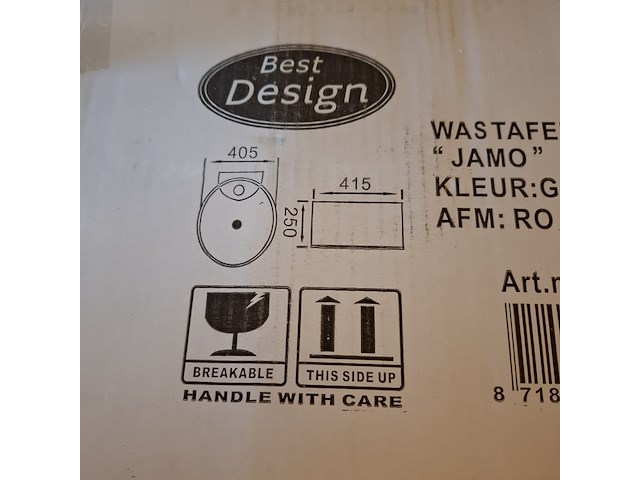 Best
Design
405
415
250
WASTAFE
“ JAMO ”
KLEUR:G
AFM: RO
Art.n
8 718
BREAKABLE
THIS SIDE UP
HANDLE WITH CARE